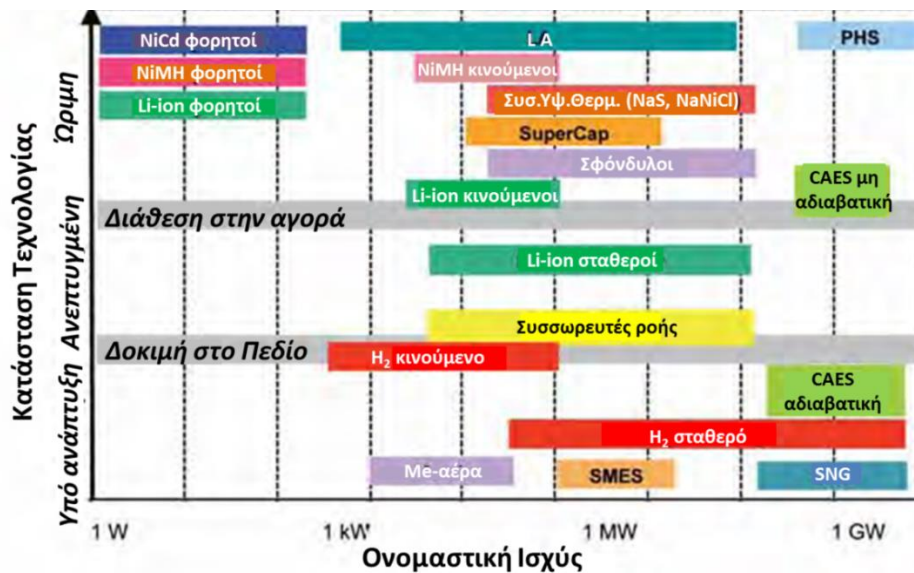 NiCd φορητοί
LA
PHS
NiMH φορητοί
NiMH κινούμενοι
Li-ion φορητοί
Συσ.Υψ.Θερμ. (NaS, NaNiCl)
SuperCap
Σφόνδυλοι
CAES μη
αδιαβατική
Li-ion κινούμενοι
Διάθεση στην αγορά
Li-ion σταθεροί
Συσσωρευτές ροής
Δοκιμή στο Πεδίο
H₂ κινούμενο
CAES
αδιαβατική
H₂ σταθερό
Me-αέρα
SMES
SNG
Κατάσταση Τεχνολογίας
Ώριμη
Ανεπτυγμένη
Υπό ανάπτυξη
1 W
1 kW
1 MW
1 GW
Ονομαστική Ισχύς